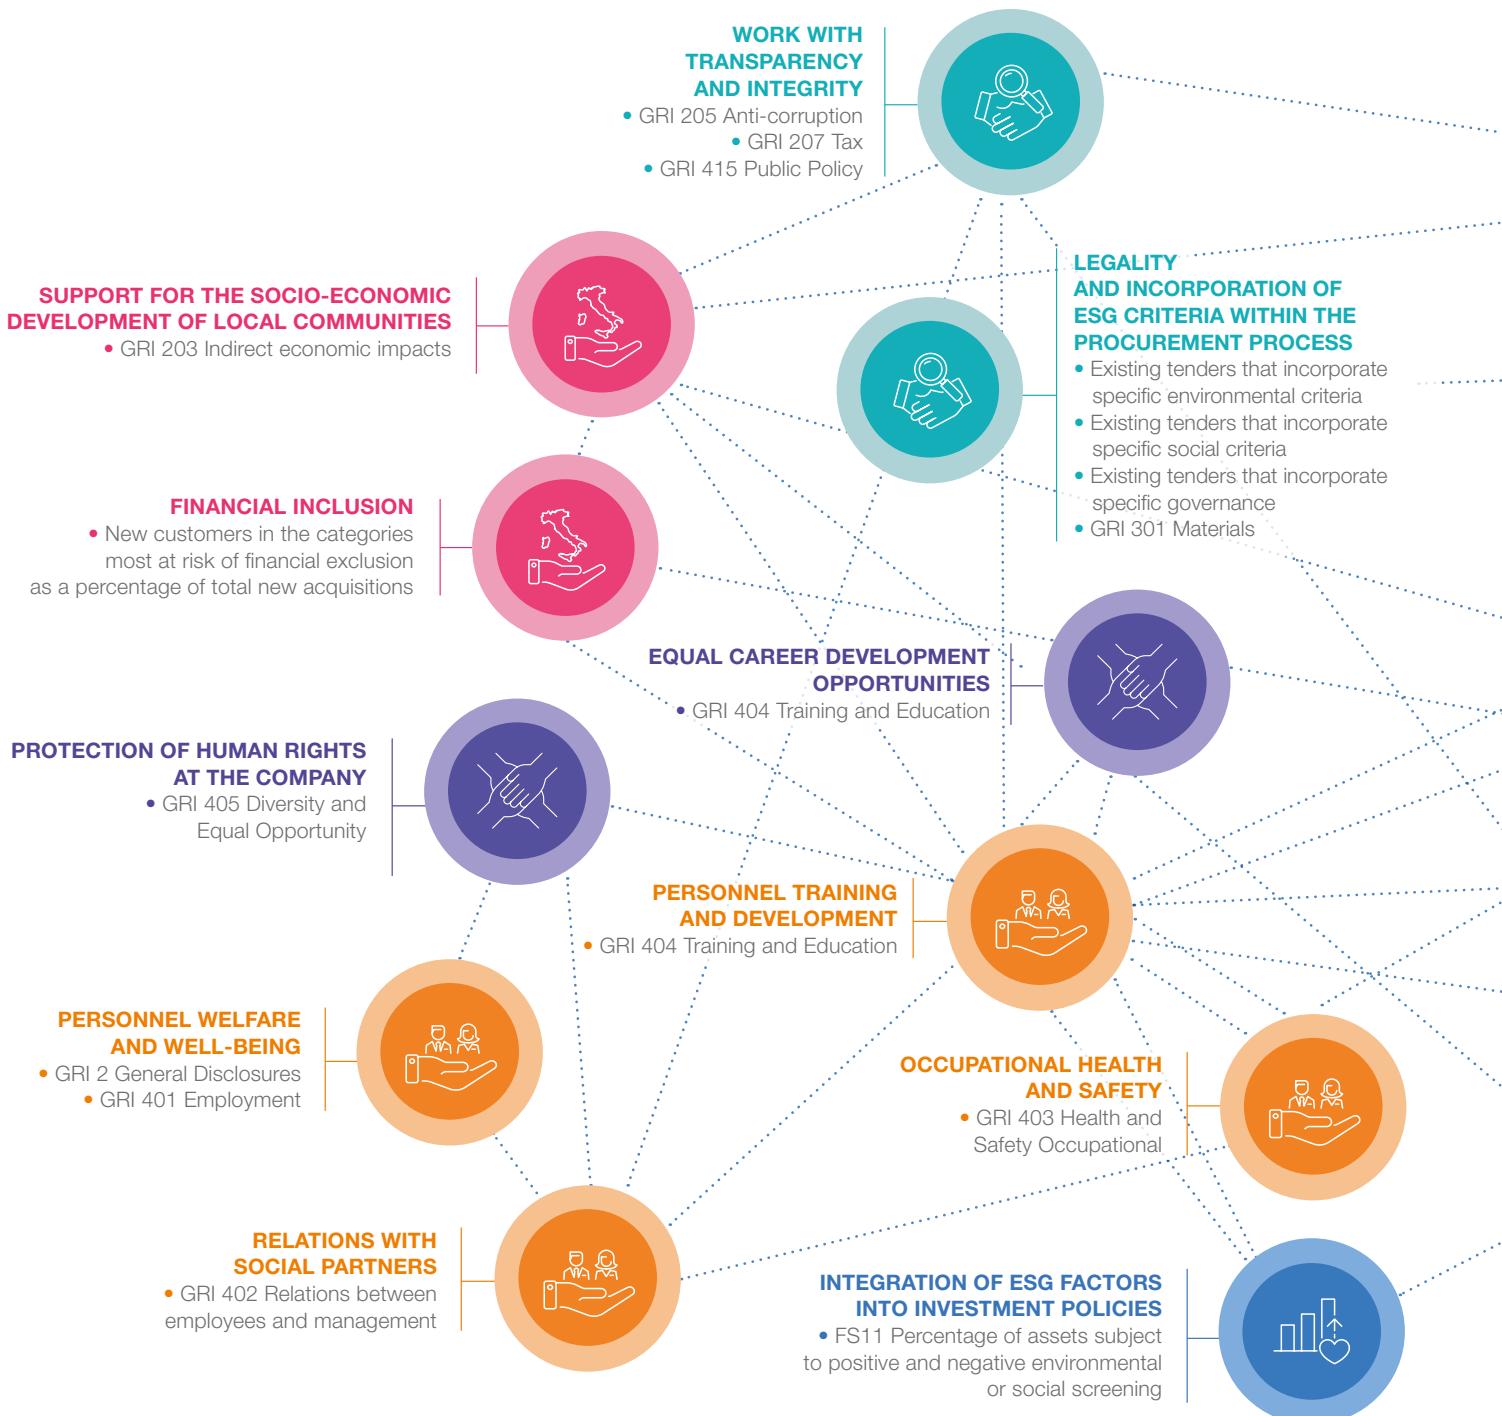 WORK WITH
TRANSPARENCY
AND INTEGRITY
• GRI 205 Anti-corruption
• GRI 207 Tax
• GRI 415 Public Policy
LEGALITY
AND INCORPORATION OF
ESG CRITERIA WITHIN THE
PROCUREMENT PROCESS
• Existing tenders that incorporate
specific environmental criteria
• Existing tenders that incorporate
specific social criteria
• Existing tenders that incorporate
specific governance
• GRI 301 Materials
SUPPORT FOR THE SOCIO-ECONOMIC
DEVELOPMENT OF LOCAL COMMUNITIES
• GRI 203 Indirect economic impacts
FINANCIAL INCLUSION
• New customers in the categories
most at risk of financial exclusion
as a percentage of total new acquisitions
EQUAL CAREER DEVELOPMENT
OPPORTUNITIES
• GRI 404 Training and Education
PROTECTION OF HUMAN RIGHTS
AT THE COMPANY
• GRI 405 Diversity and
Equal Opportunity
PERSONNEL TRAINING
AND DEVELOPMENT
• GRI 404 Training and Education
PERSONNEL WELFARE
AND WELL-BEING
• GRI 2 General Disclosures
• GRI 401 Employment
OCCUPATIONAL HEALTH
AND SAFETY
• GRI 403 Health and
Safety Occupational
RELATIONS WITH
SOCIAL PARTNERS
• GRI 402 Relations between
employees and management
INTEGRATION OF ESG FACTORS
INTO INVESTMENT POLICIES
• FS11 Percentage of assets subject
to positive and negative environmental
or social screening